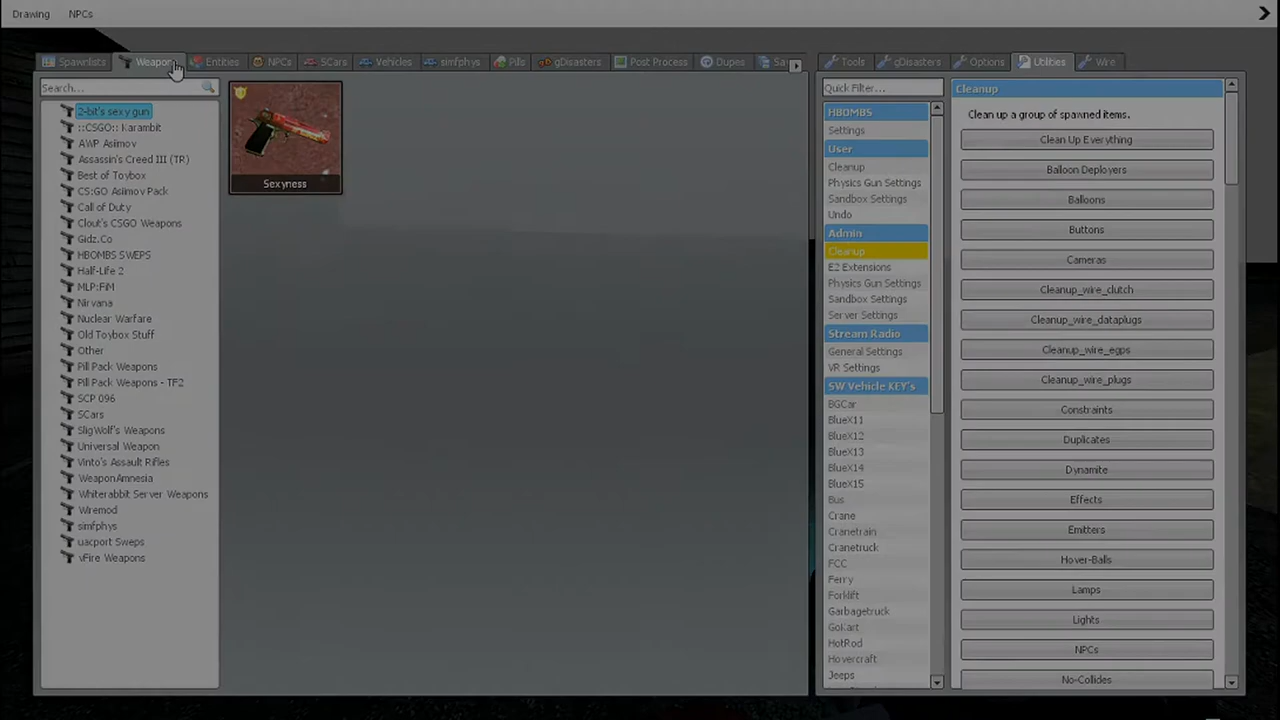 Drawing NPCs
Spawnlists Weapons Entities NPCs SCars Vehicles simfphys Pills gDisasters Post Process Dupes Sa
Search...
2-bit's sexy gun
::CSGO:: Karambit
AWP Asiimov
Assassin's Creed III (TR)
Best of Toybox
CS:GO Asiimov Pack
Call of Duty
Clout's CSGO Weapons
Gidz.Co
HBOMBS SWEPS
Half-Life 2
MLP:FiM
Nirvana
Nuclear Warfare
Old Toybox Stuff
Other
Pill Pack Weapons
Pill Pack Weapons - TF2
SCP 096
SCars
SligWolf's Weapons
Universal Weapon
Vinto's Assault Rifles
WeaponAmnesia
Whiterabbit Server Weapons
Wiremod
simfphys
uacport Sweps
vFire Weapons
Sexyness
Tools gDisasters Options Utilities Wire
Quick Filter...
HBOMBS
Settings
User
Cleanup
Physics Gun Settings
Sandbox Settings
Undo
Admin
Cleanup
E2 Extensions
Physics Gun Settings
Sandbox Settings
Server Settings
Stream Radio
General Settings
VR Settings
SW Vehicle KEY's
BGCar
BlueX11
BlueX12
BlueX13
BlueX14
BlueX15
Bus
Crane
Cranetrain
Cranetruck
FCC
Ferry
Forklift
Garbagetruck
GoKart
HotRod
Hovercraft
Jeeps
Cleanup
Clean up a group of spawned items.
Clean Up Everything
Balloon Deployers
Balloons
Buttons
Cameras
Cleanup_wire_clutch
Cleanup_wire_dataplugs
Cleanup_wire_egps
Cleanup_wire_plugs
Constraints
Duplicates
Dynamite
Effects
Emitters
Hover-Balls
Lamps
Lights
NPCs
No-Collides